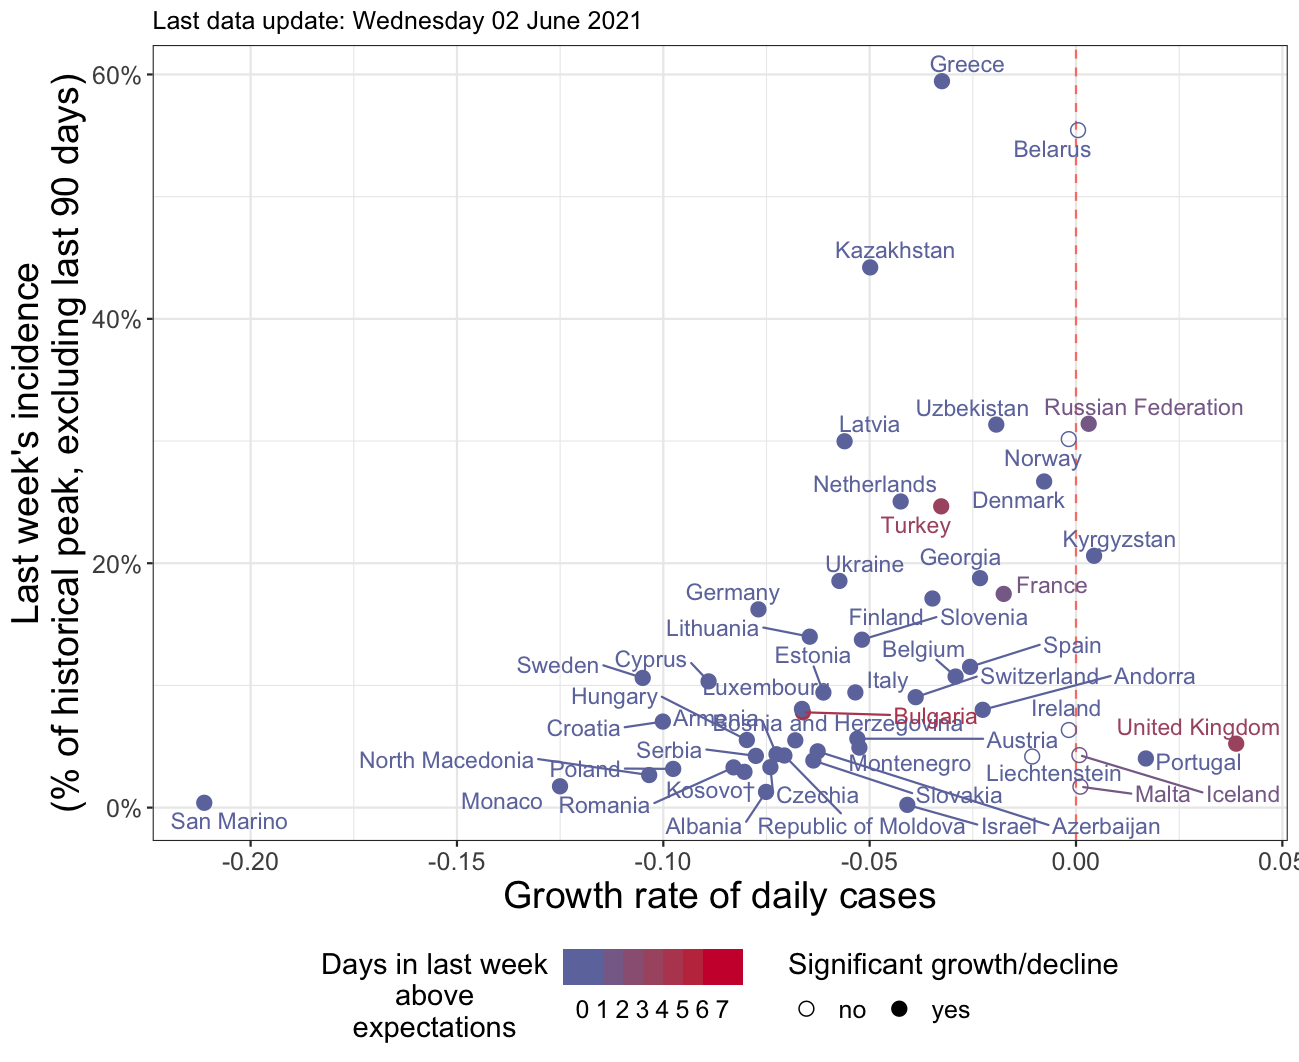 Last data update: Wednesday 02 June 2021
Last week's incidence
(% of historical peak, excluding last 90 days)
60%
40%
20%
0%
Greece
Belarus
Kazakhstan
Uzbekistan
Russian Federation
Latvia
Norway
Netherlands
Denmark
Turkey
Kyrgyzstan
Georgia
Ukraine
France
Germany
Finland
Slovenia
Lithuania
Spain
Belgium
Estonia
Cyprus
Sweden
Switzerland
Andorra
Italy
Luxembourg
Hungary
Ireland
Bulgaria
Armenia
Bosnia and Herzegovina
Croatia
United Kingdom
Austria
Serbia
North Macedonia
Poland
Montenegro
Portugal
Liechtenstein
Kosovo†
Czechia
Slovakia
Malta
Iceland
Monaco
Romania
San Marino
Albania
Republic of Moldova
Israel
Azerbaijan
-0.20
-0.15
-0.10
-0.05
0.00
0.05
Growth rate of daily cases
Days in last week
above
expectations
0 1 2 3 4 5 6 7
Significant growth/decline
no
yes